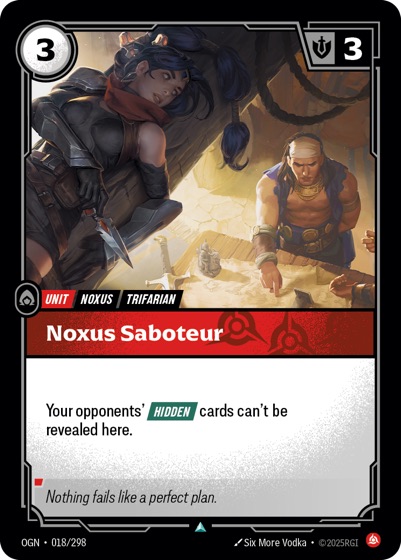 3
3
UNIT / NOXUS / TRIFARIAN
Noxus Saboteur
Your opponents’ HIDDEN cards can’t be
revealed here.
Nothing fails like a perfect plan.
OGN • 018/298
Six More Vodka • ©2025RGI